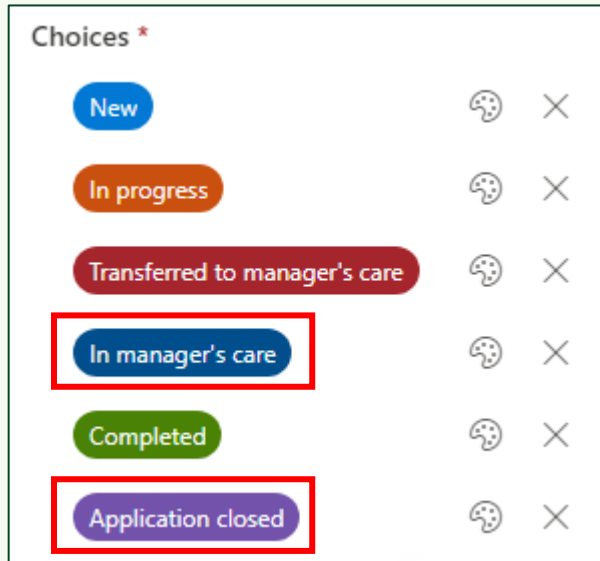 Choices *
New
In progress
Transferred to manager's care
In manager's care
Completed
Application closed